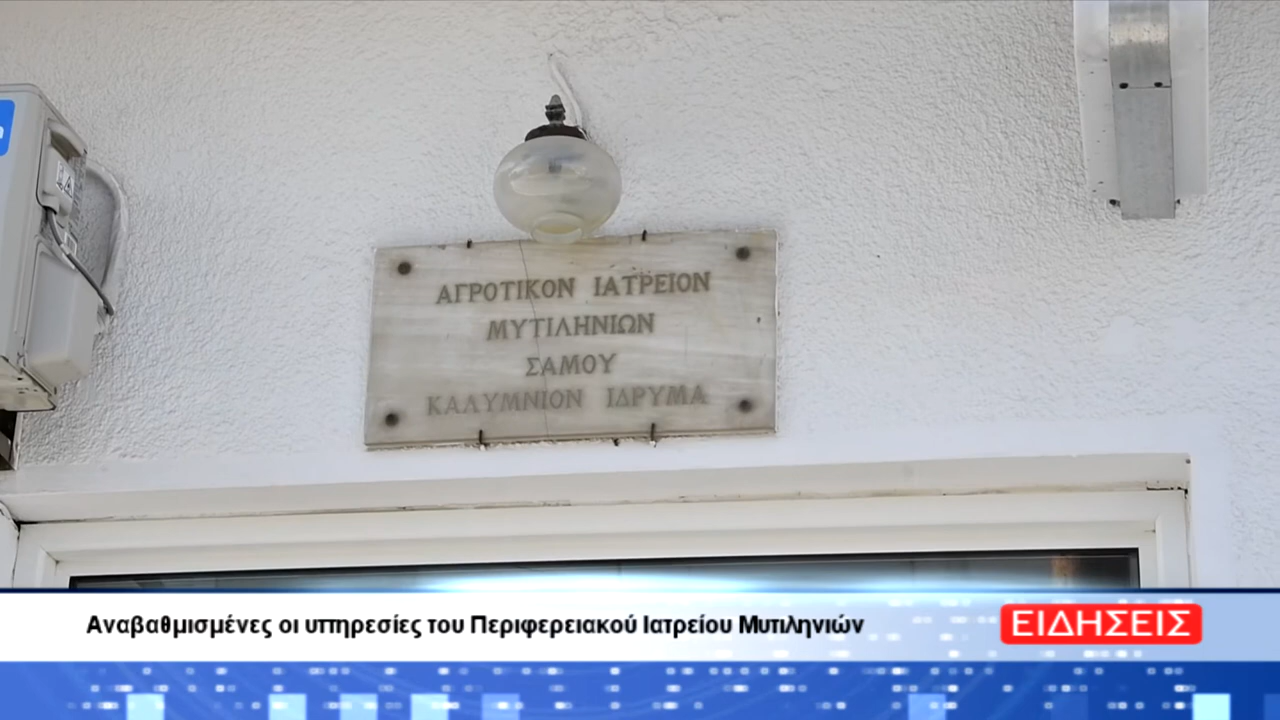 ΑΓΡΟΤΙΚΟΝ ΙΑΤΡΕΙΟΝ
ΜΥΤΙΛΗΝΙΩΝ
ΣΑΜΟΥ
ΚΑΛΥΜΝΙΟΝ ΙΔΡΥΜΑ
Αναβαθμισμένες οι υπηρεσίες του Περιφερειακού Ιατρείου Μυτιληνιών
ΕΙΔΗΣΕΙΣ